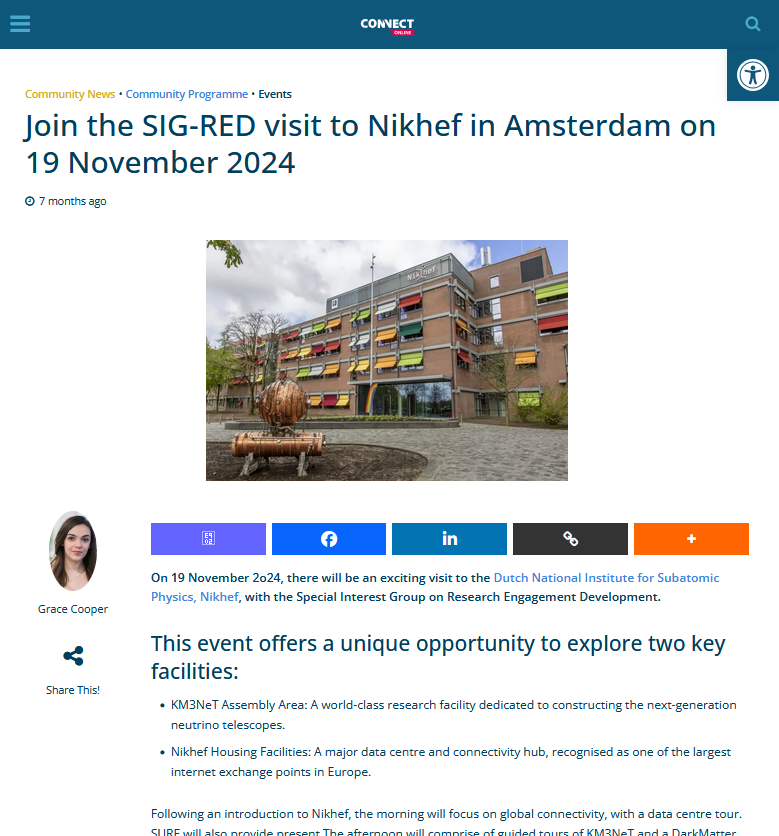 CONNECT
ONLINE
Community News • Community Programme • Events
Join the SIG-RED visit to Nikhef in Amsterdam on
19 November 2024
7 months ago
Nikhef
Grace Cooper
Share This!
On 19 November 2o24, there will be an exciting visit to the Dutch National Institute for Subatomic
Physics, Nikhef, with the Special Interest Group on Research Engagement Development.
This event offers a unique opportunity to explore two key
facilities:
• KM3NeT Assembly Area: A world-class research facility dedicated to constructing the next-generation
neutrino telescopes.
• Nikhef Housing Facilities: A major data centre and connectivity hub, recognised as one of the largest
internet exchange points in Europe.
Following an introduction to Nikhef, the morning will focus on global connectivity, with a data centre tour.
SURF will also provide present The afternoon will comprise of guided tours of KM3NeT and a DarkMatter